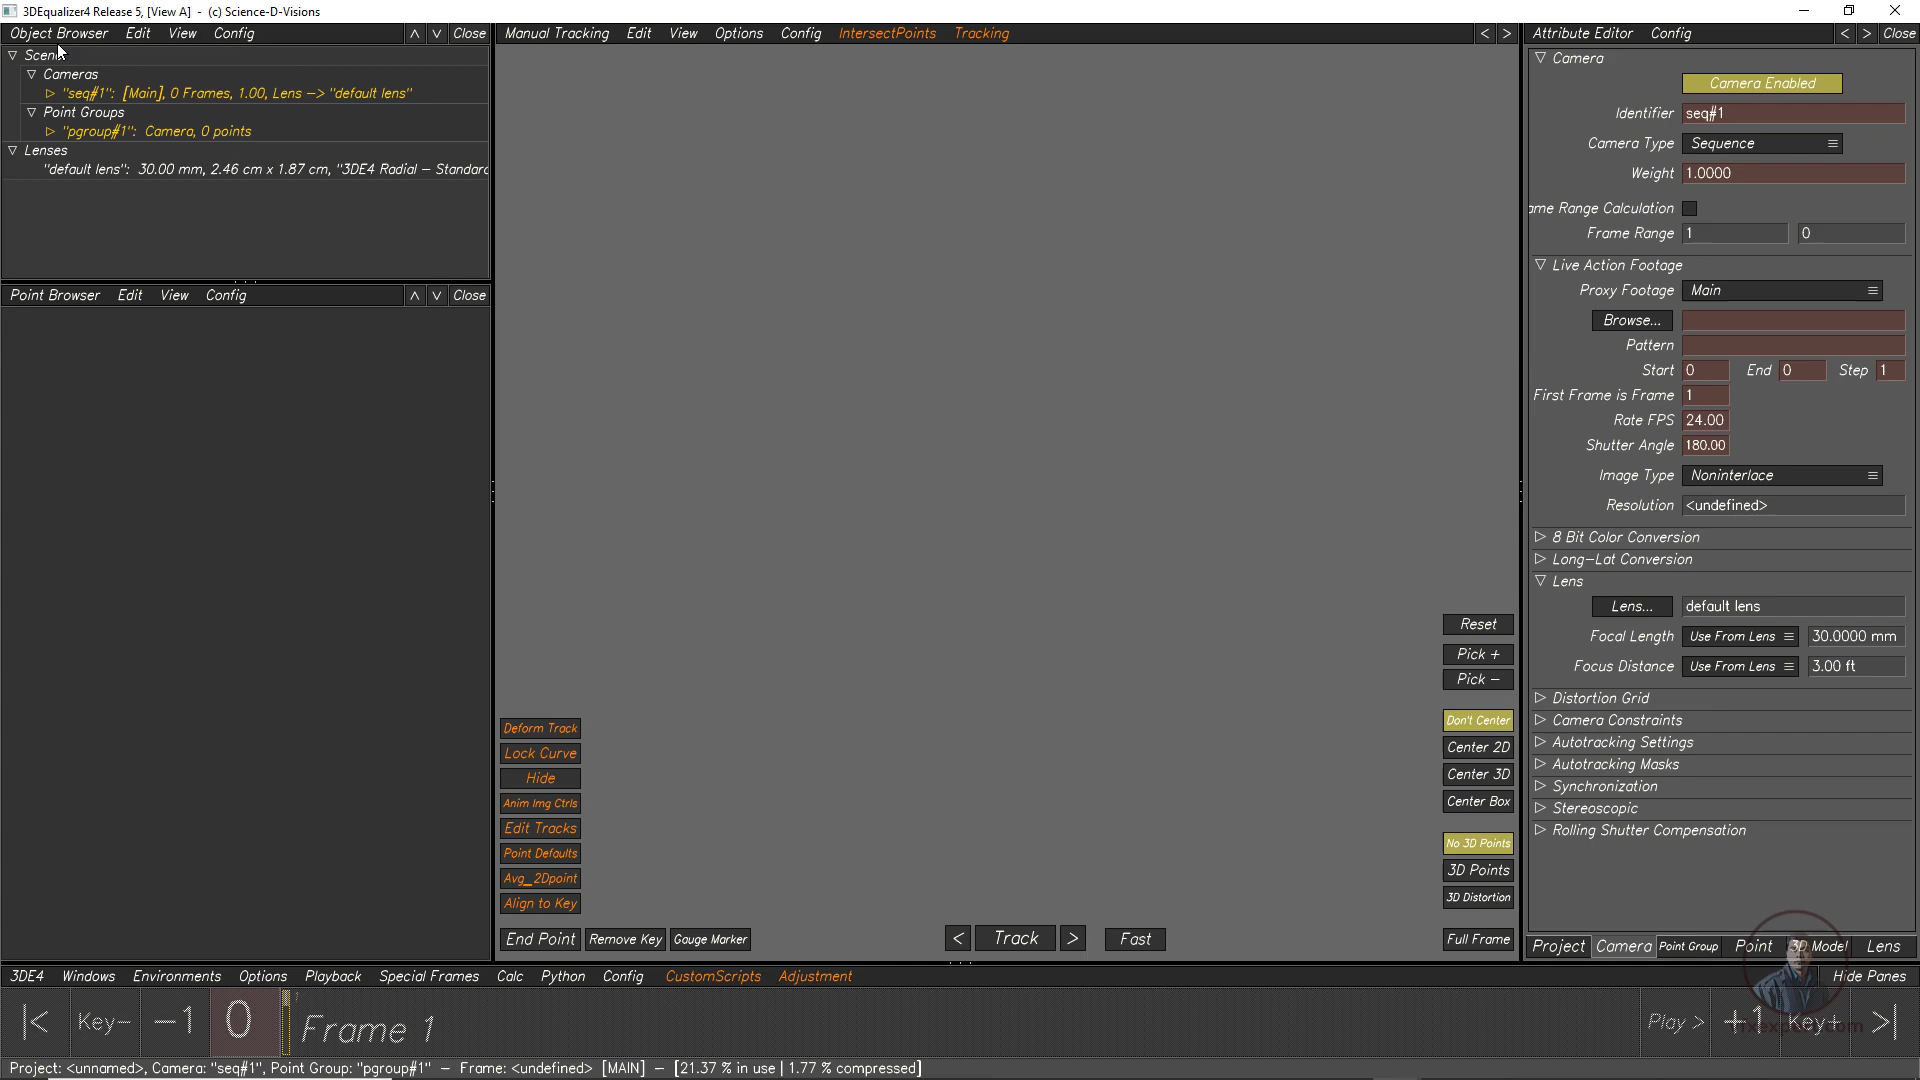 3DEqualizer4 Release 5, [View A]  -  (c) Science-D-Visions
Object Browser Edit View Config Close
Scene
Cameras
"seq#1": [Main], 0 Frames, 1.00, Lens -> "default lens"
Point Groups
"pgroup#1": Camera, 0 points
Lenses
"default lens": 30.00 mm, 2.46 cm x 1.87 cm, "3DE4 Radial - Standard
Point Browser Edit View Config Close
Manual Tracking Edit View Options Config IntersectPoints Tracking < >
Deform Track
Lock Curve
Hide
Anim Img Ctrls
Edit Tracks
Point Defaults
Avg_2Dpoint
Align to Key
End Point Remove Key Gauge Marker
< Track > Fast
Reset
Pick +
Pick -
Don't Center
Center 2D
Center 3D
Center Box
No 3D Points
3D Points
3D Distortion
Full Frame
Attribute Editor Config < > Close
Camera
Camera Enabled
Identifier seq#1
Camera Type Sequence
Weight 1.0000
ame Range Calculation
Frame Range 1 0
Live Action Footage
Proxy Footage Main
Browse...
Pattern
Start 0 End 0 Step 1
First Frame is Frame 1
Rate FPS 24.00
Shutter Angle 180.00
Image Type Noninterlace
Resolution <undefined>
8 Bit Color Conversion
Long-Lat Conversion
Lens
Lens... default lens
Focal Length Use From Lens 30.0000 mm
Focus Distance Use From Lens 3.00 ft
Distortion Grid
Camera Constraints
Autotracking Settings
Autotracking Masks
Synchronization
Stereoscopic
Rolling Shutter Compensation
Project Camera Point Group Point 3D Model Lens
3DE4 Windows Environments Options Playback Special Frames Calc Python Config CustomScripts Adjustment Hide Panes
|< Key- -1 0 1 Frame 1 Play > +1 Key+ >|
Project: <unnamed>, Camera: "seq#1", Point Group: "pgroup#1" - Frame: <undefined> [MAIN] - [21.37 % in use | 1.77 % compressed]